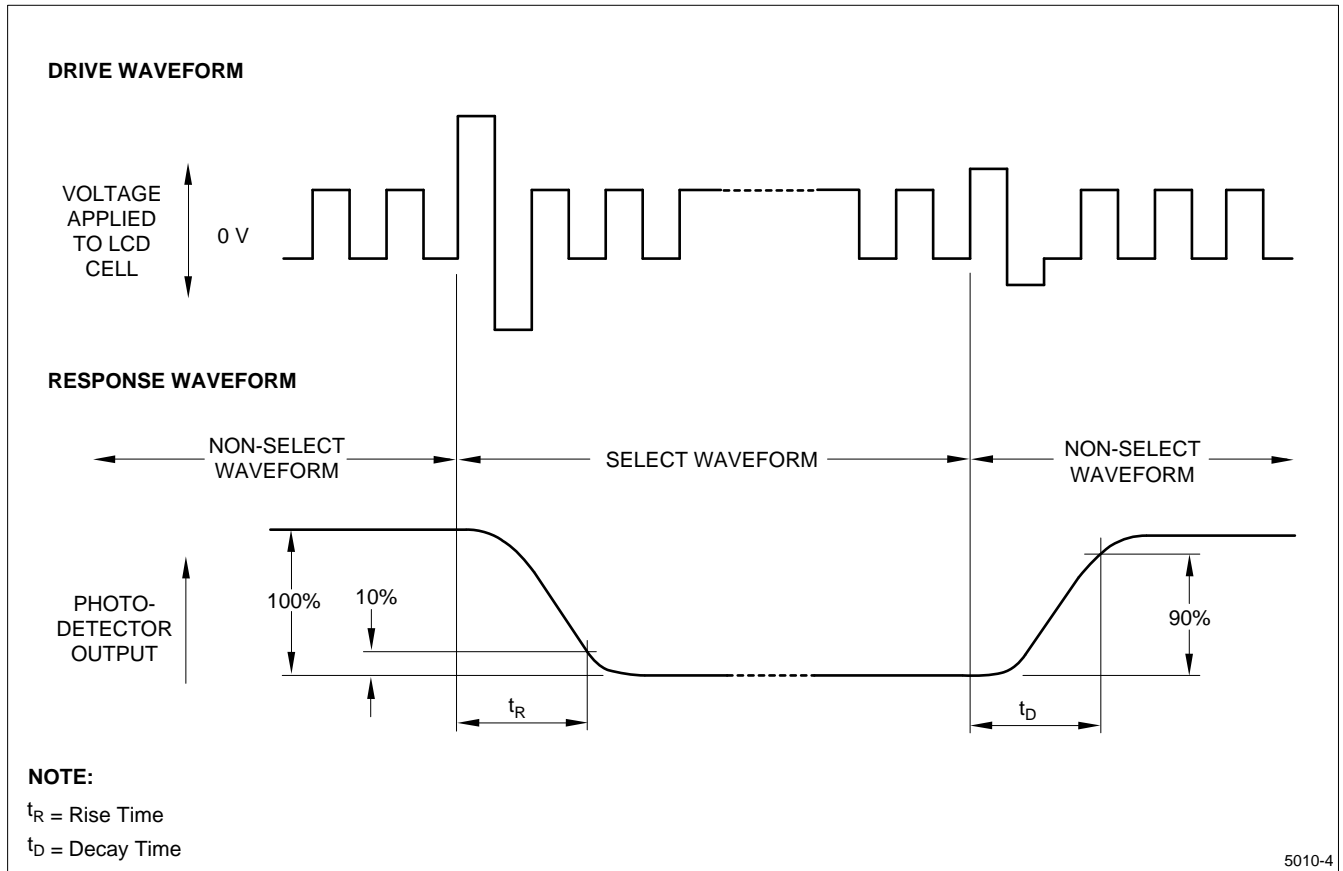 DRIVE WAVEFORM
VOLTAGE
APPLIED
TO LCD
CELL
0 V
RESPONSE WAVEFORM
NON-SELECT
WAVEFORM
SELECT WAVEFORM
NON-SELECT
WAVEFORM
PHOTO-
DETECTOR
OUTPUT
100%
10%
90%
tR
tD
NOTE:
tR = Rise Time
tD = Decay Time
5010-4